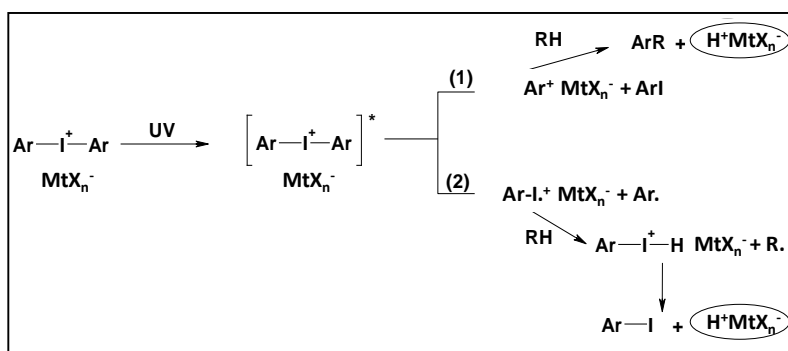 RH
ArR + H⁺MtXₙ⁻
(1)
Ar⁺ MtXₙ⁻ + ArI
Ar—I⁺—Ar
MtXₙ⁻
UV
[Ar—I⁺—Ar]*
MtXₙ⁻
(2)
Ar-I.⁺ MtXₙ⁻ + Ar.
RH
Ar—I⁺—H MtXₙ⁻ + R.
Ar—I + H⁺MtXₙ⁻